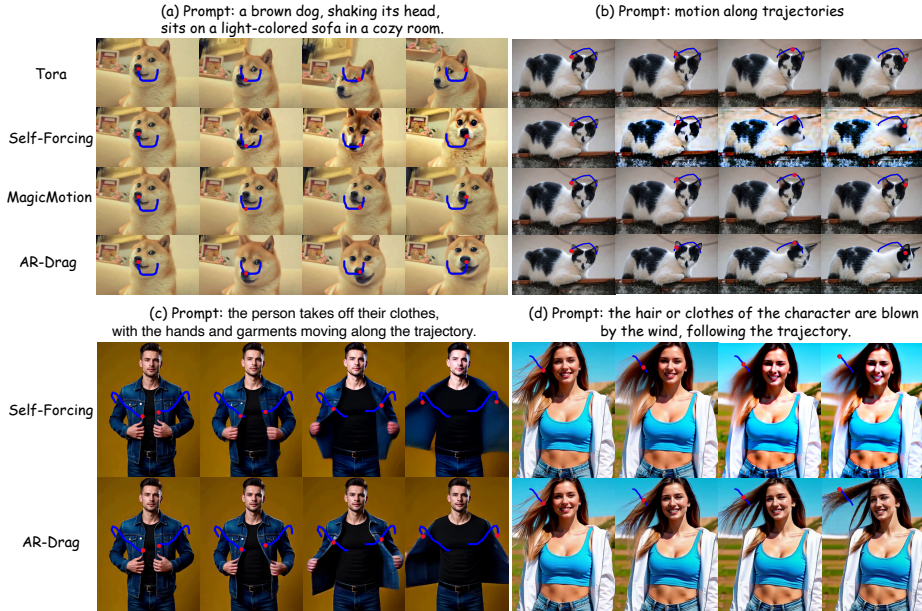 (a) Prompt: a brown dog, shaking its head,
sits on a light-colored sofa in a cozy room.
(b) Prompt: motion along trajectories
Tora
Self-Forcing
MagicMotion
AR-Drag
(c) Prompt: the person takes off their clothes,
with the hands and garments moving along the trajectory.
(d) Prompt: the hair or clothes of the character are blown
by the wind, following the trajectory.
Self-Forcing
AR-Drag